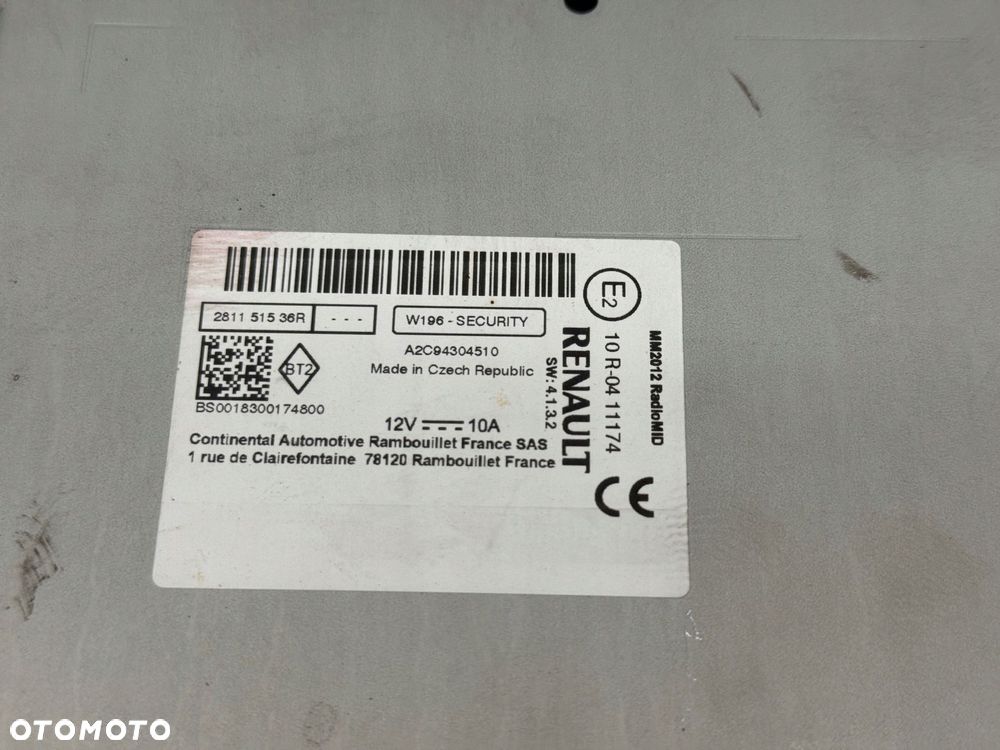 2811 515 36R - - -
W196 - SECURITY
BT2
A2C94304510
Made in Czech Republic
BS0018300174800
12V 10A
Continental Automotive Rambouillet France SAS
1 rue de Clairefontaine 78120 Rambouillet France
RENAULT
SW: 4.1.3.2
E2
10 R-04 11174
MM2012 RadioMID
CE
OTOMOTO